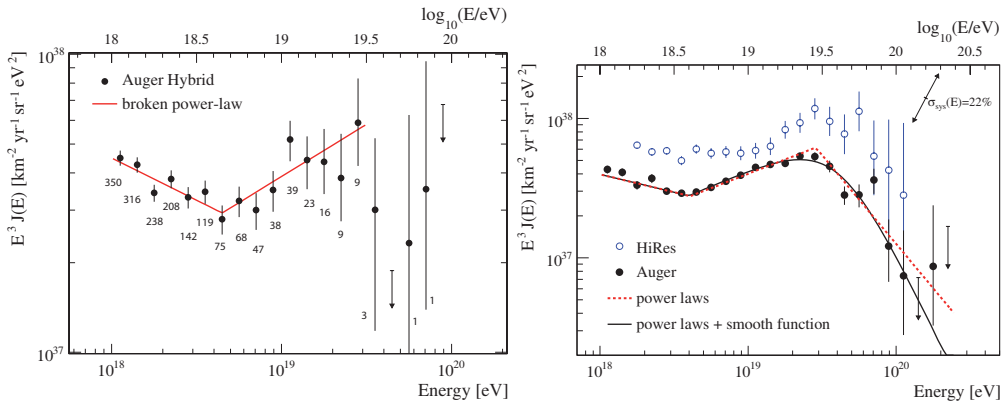 log10(E/eV)
18 18.5 19 19.5 20
10^38
Auger Hybrid
broken power-law
E^3 J(E) [km^-2 yr^-1 sr^-1 eV^2]
350
316
238
208
142
119
75
68
47
38
39
23
16
9
9
3
1
1
10^37
10^18 10^19 10^20
Energy [eV]
log10(E/eV)
18 18.5 19 19.5 20 20.5
σsys(E)=22%
10^38
E^3 J(E) [km^-2 yr^-1 sr^-1 eV^2]
10^37
HiRes
Auger
power laws
power laws + smooth function
10^18 10^19 10^20
Energy [eV]